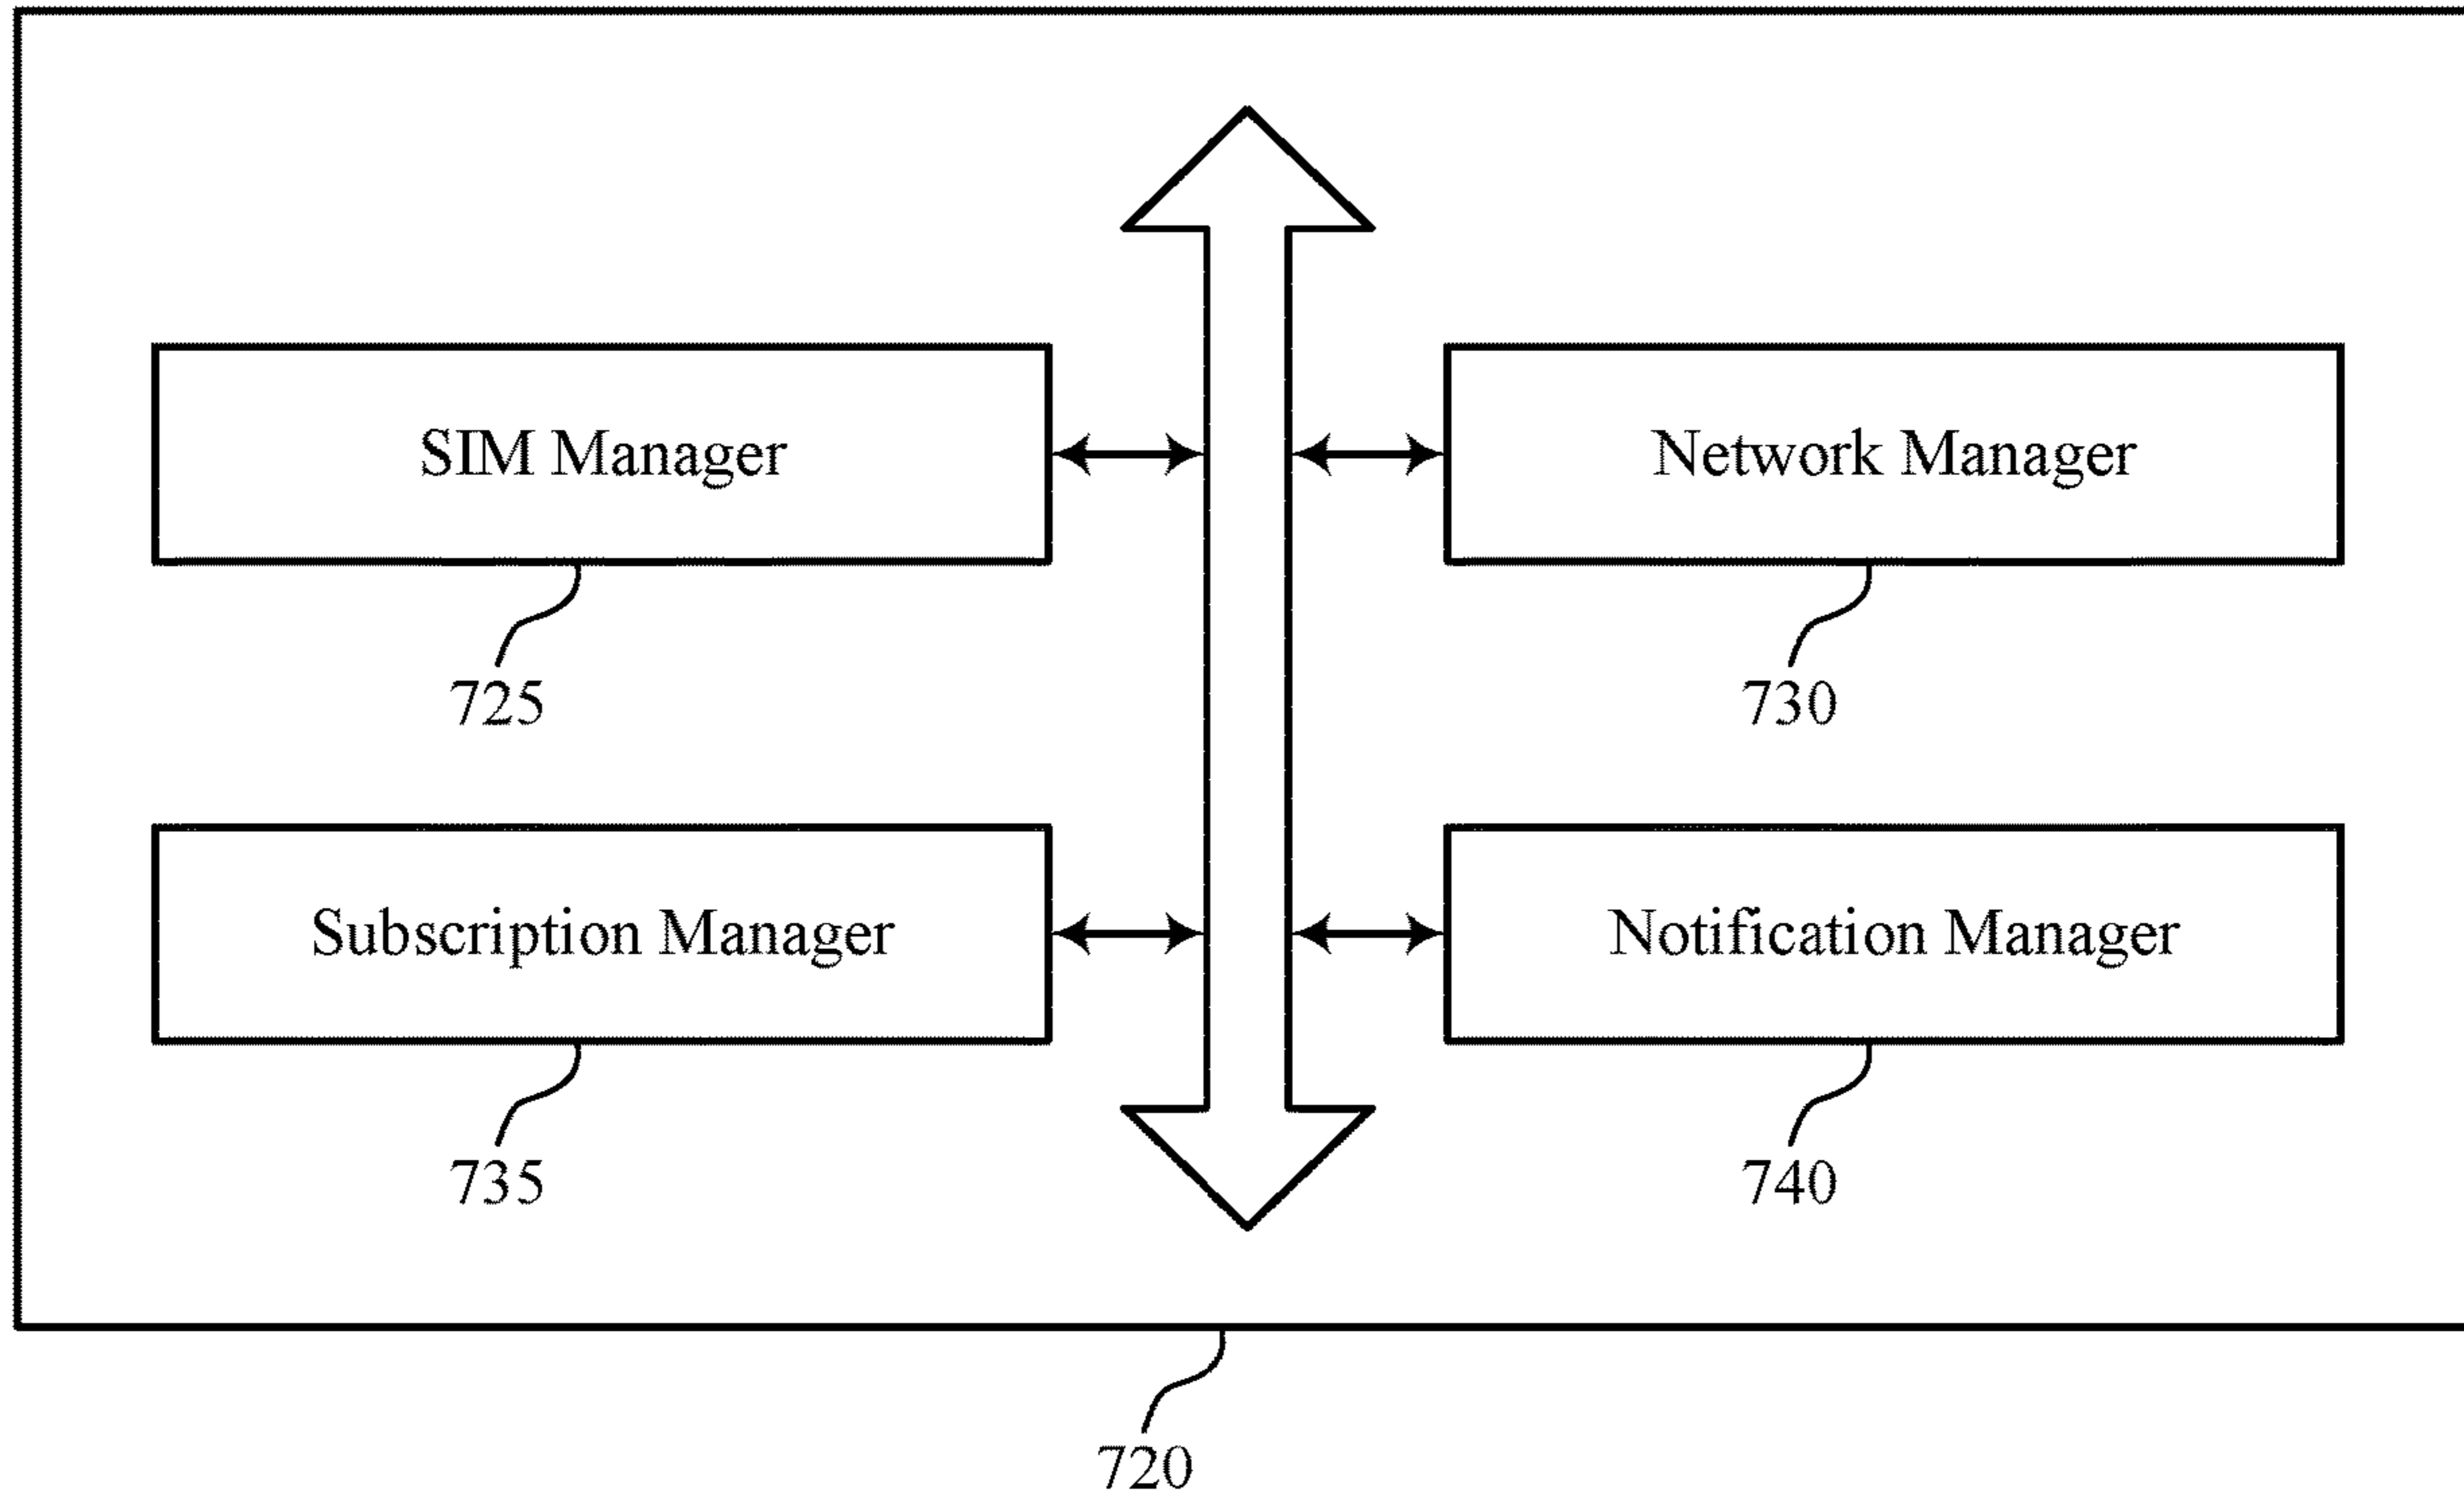 SIM Manager
Network Manager
725
730
Subscription Manager
Notification Manager
735
740
720